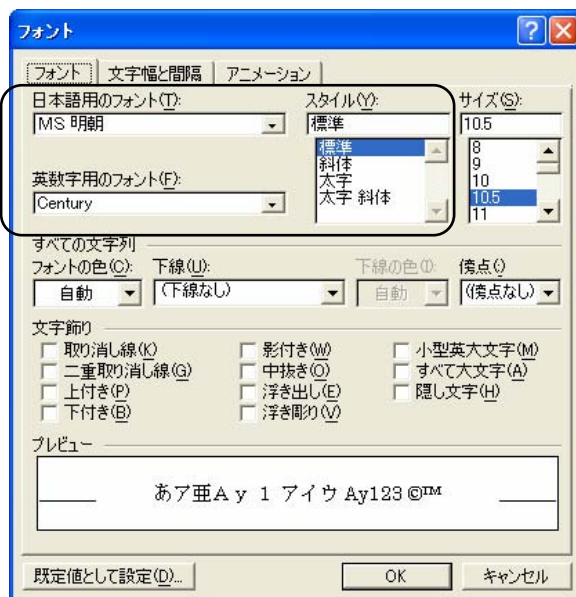 フォント
フォント 文字幅と間隔 アニメーション
日本語用のフォント(T): スタイル(Y): サイズ(S):
MS 明朝 標準 10.5
標準 8
斜体 9
英数字用のフォント(F): 太字 10
Century 太字 斜体 10.5
11
すべての文字列
フォントの色(C): 下線(U): 下線の色(I): 傍点(:)
自動 (下線なし) 自動 (傍点なし)
文字飾り
取り消し線(K) 影付き(W) 小型英大文字(M)
二重取り消し線(G) 中抜き(O) すべて大文字(A)
上付き(P) 浮き出し(E) 隠し文字(H)
下付き(B) 浮き彫り(V)
プレビュー
あア亜Ay 1 アイウ Ay123 ©™
既定値として設定(D)... OK キャンセル